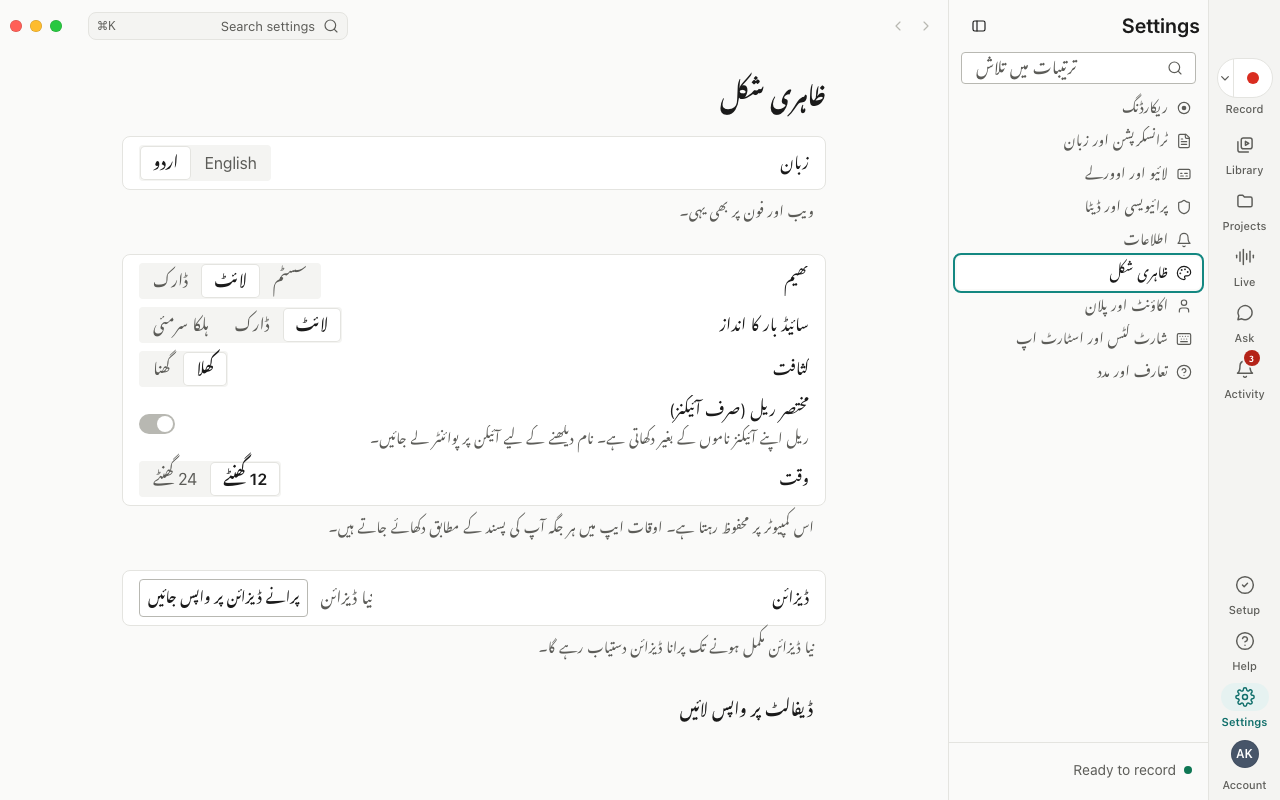 ⌘K
Search settings
Settings
ترتیبات میں تلاش
ریکارڈنگ
ٹرانسکرپشن اور زبان
لائیو اور اوورلے
پرائیویسی اور ڈیٹا
اطلاعات
ظاہری شکل
اکاؤنٹ اور پلان
شارٹ کٹس اور اسٹارٹ اپ
تعارف اور مدد
Ready to record
Record
Library
Projects
Live
Ask
3
Activity
Setup
Help
Settings
AK
Account
ظاہری شکل
زبان
English
اردو
ویب اور فون پر بھی یہی۔
تھیم
سسٹم
لائٹ
ڈارک
سائیڈ بار کا انداز
لائٹ
ڈارک
ہلکا سرمئی
کثافت
کھلا
گھنا
مختصر ریل (صرف آئیکنز)
ریل اپنے آئیکنز ناموں کے بغیر دکھاتی ہے۔ نام دیکھنے کے لیے آئیکن پر پوائنٹر لے جائیں۔
وقت
12 گھنٹے
24 گھنٹے
اس کمپیوٹر پر محفوظ رہتا ہے۔ اوقات ایپ میں ہر جگہ آپ کی پسند کے مطابق دکھائے جاتے ہیں۔
ڈیزائن
نیا ڈیزائن
پرانے ڈیزائن پر واپس جائیں
نیا ڈیزائن مکمل ہونے تک پرانا ڈیزائن دستیاب رہے گا۔
ڈیفالٹ پر واپس لائیں